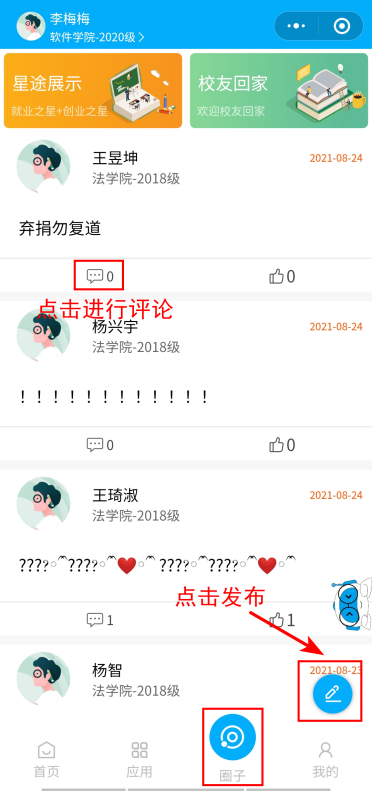 李梅梅
软件学院-2020级
星途展示
就业之星+创业之星
校友回家
欢迎校友回家
王昱坤
2021-08-24
法学院-2018级
弃捐勿复道
0
0
点击进行评论
杨兴宇
2021-08-24
法学院-2018级
！！！！！！！！！！！！
0
0
王琦淑
2021-08-24
法学院-2018级
点击发布
1
1
杨智
2021-08-23
法学院-2018级
首页
应用
圈子
我的